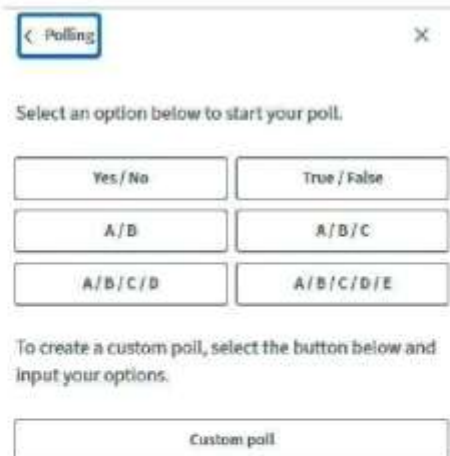 Polling
Select an option below to start your poll.
Yes / No
True / False
A / B
A / B / C
A / B / C / D
A / B / C / D / E
To create a custom poll, select the button below and
input your options.
Custom poll